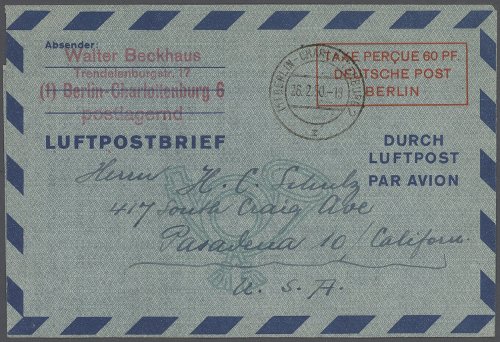 Absender:
Walter Beckhaus
Trendelenburgstr. 17
(1) Berlin-Charlottenburg 6
postlagernd
TAXE PERÇUE 60 PF.
DEUTSCHE POST
BERLIN
LUFTPOSTBRIEF
DURCH
LUFTPOST
PAR AVION
Herrn H. C. Schulz
417 South Craig Ave
Pasadena 10 / Californ.
U. S. A.